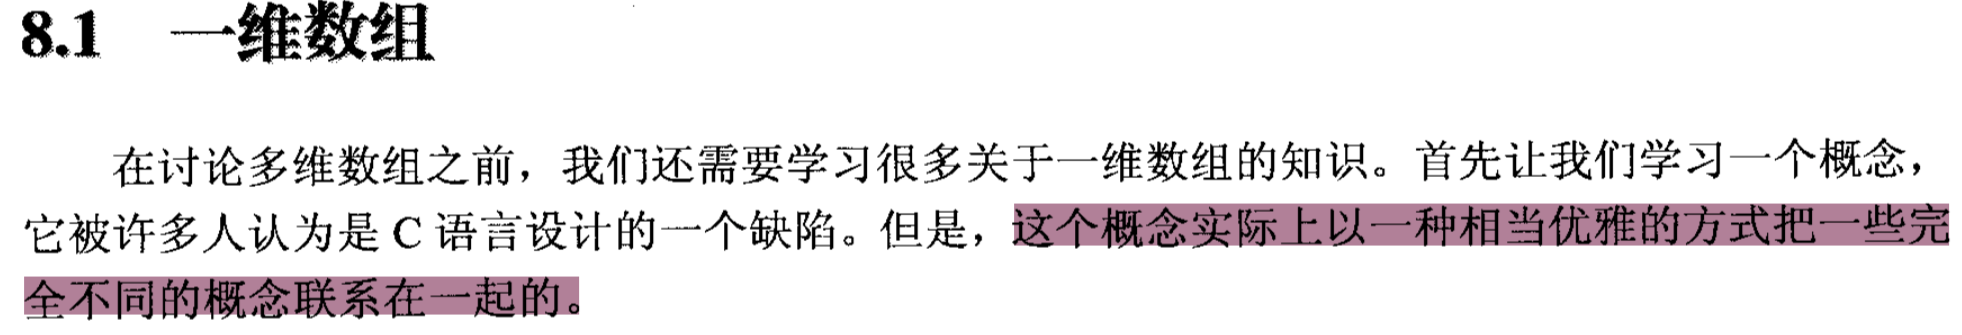 8.1 一维数组
在讨论多维数组之前，我们还需要学习很多关于一维数组的知识。首先让我们学习一个概念，
它被许多人认为是 C 语言设计的一个缺陷。但是，这个概念实际上以一种相当优雅的方式把一些完
全不同的概念联系在一起的。